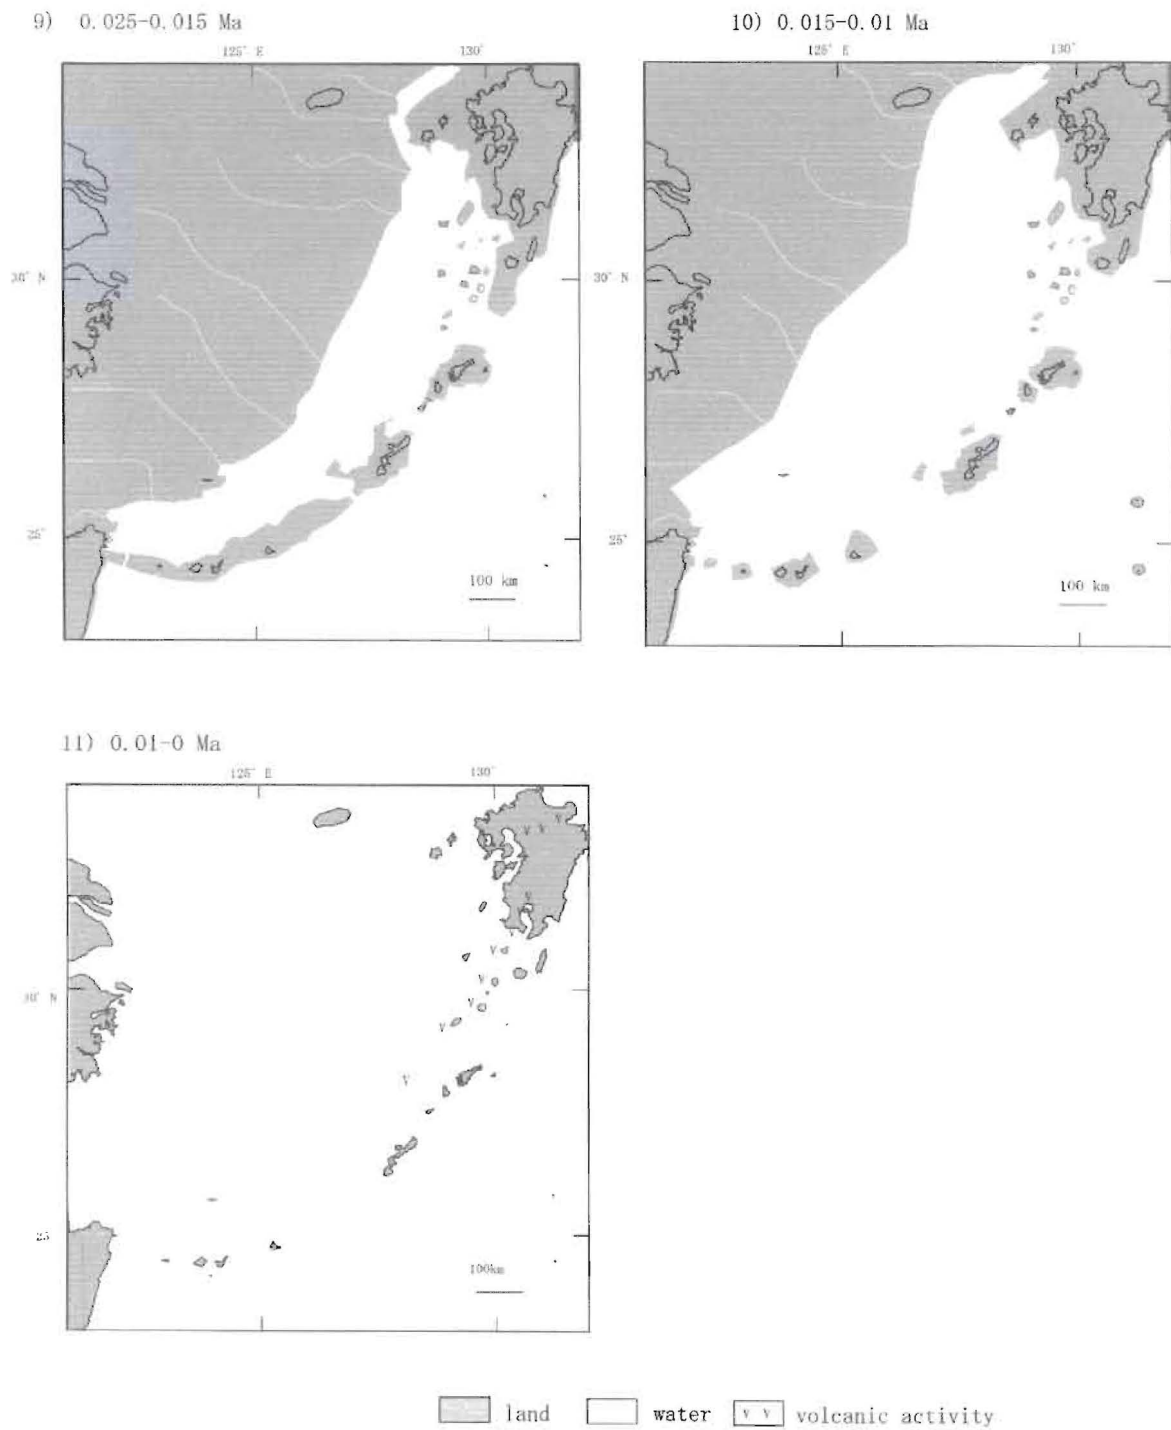 9) 0.025-0.015 Ma
10) 0.015-0.01 Ma
125° E
130°
125° E
130°
30° N
30° N
25°
25°
100 km
100 km
11) 0.01-0 Ma
125° E
130°
30° N
25
100km
V V V
V
V
V
V
V
V
V
land
water
V V
volcanic activity